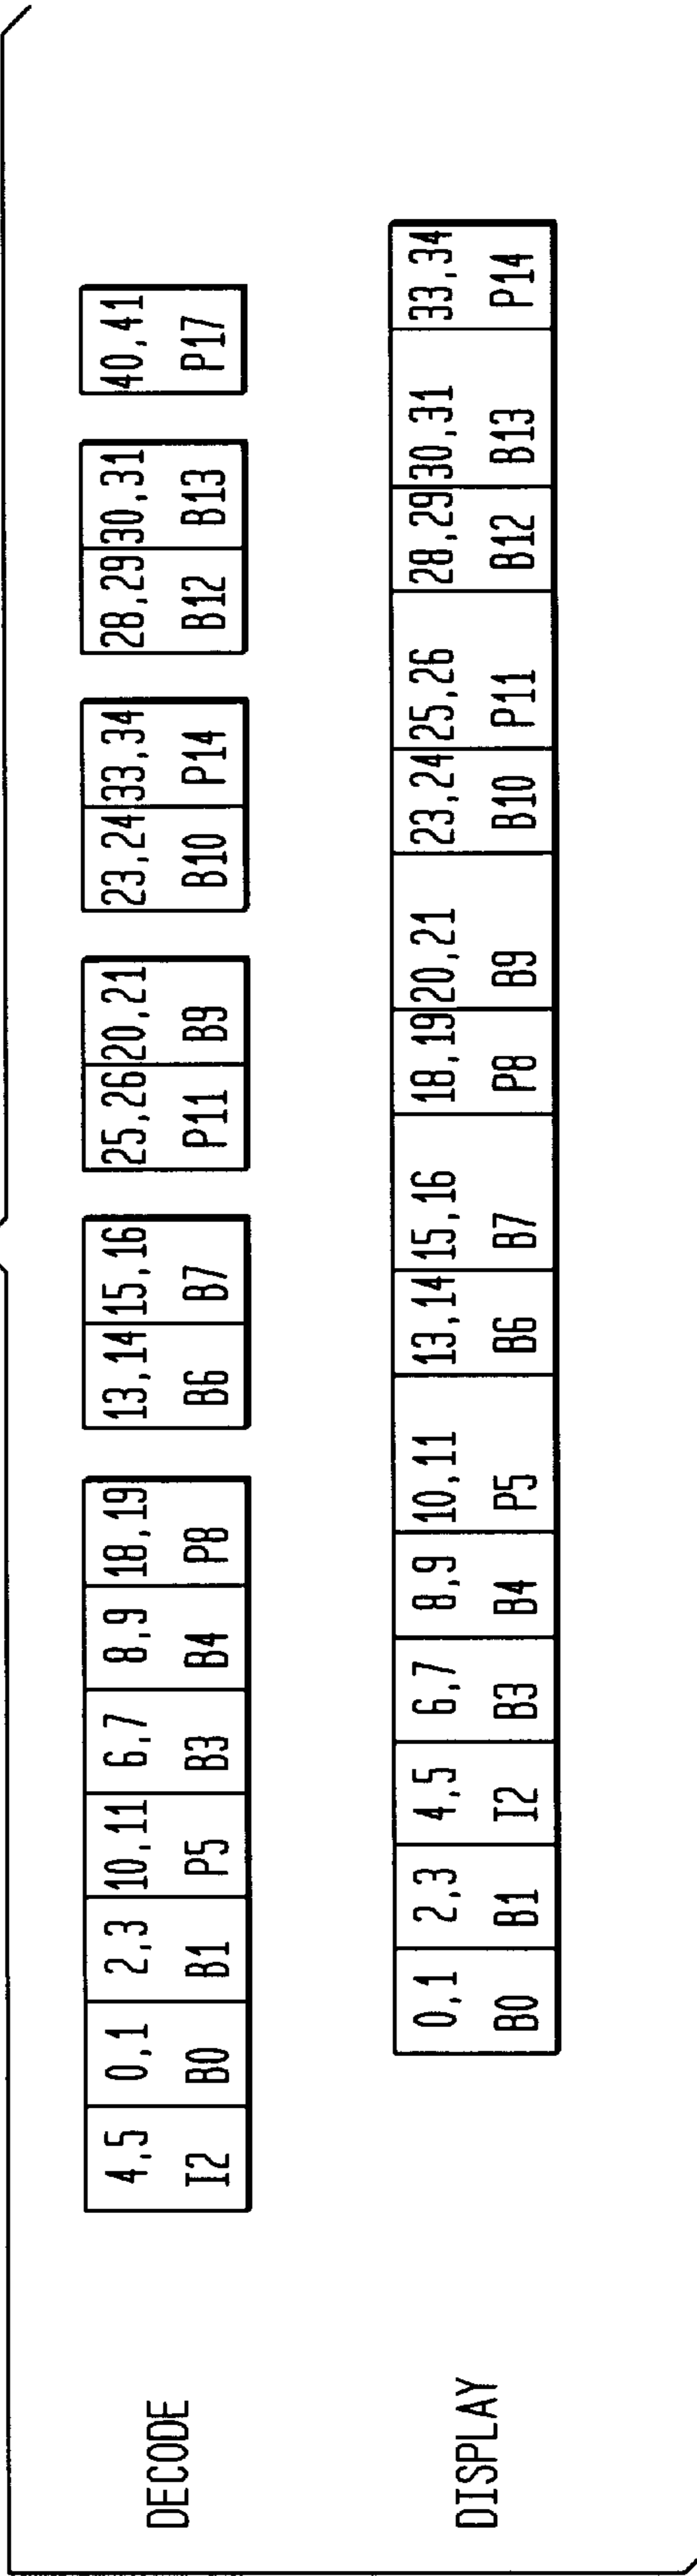 DECODE
4,5 0,1 2,3 10,11 6,7 8,9 18,19 13,14 15,16 25,26 20,21 23,24 33,34 28,29 30,31 40,41
I2 B0 B1 P5 B3 B4 P8 B6 B7 P11 B9 B10 P14 B12 B13 P17
DISPLAY
0,1 2,3 4,5 6,7 8,9 10,11 13,14 15,16 18,19 20,21 23,24 25,26 28,29 30,31 33,34
B0 B1 I2 B3 B4 P5 B6 B7 P8 B9 B10 P11 B12 B13 P14